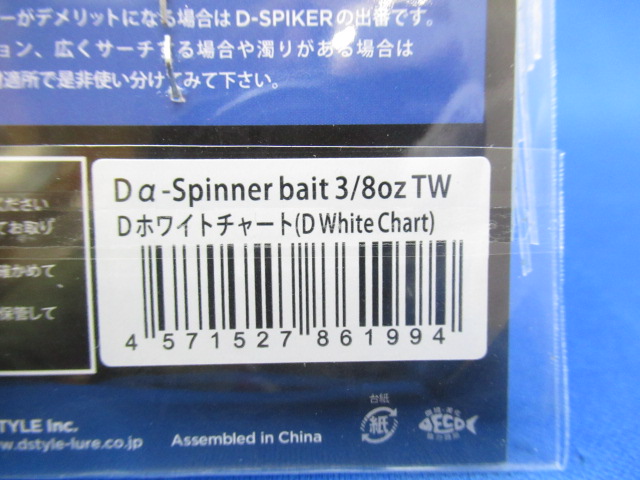 ーがデメリットになる場合はD-SPIKERの出番です。
ション、広くサーチする場合や濁りがある場合は
適所で是非使い分けてみて下さい。
ください
てお取げ
確かめて
保管して
Dα-Spinner bait 3/8oz TW
Dホワイトチャート(D White Chart)
4 571527 861994
STYLE Inc.
www.dstyle-lure.co.jp
Assembled in China
台紙
紙
ECO